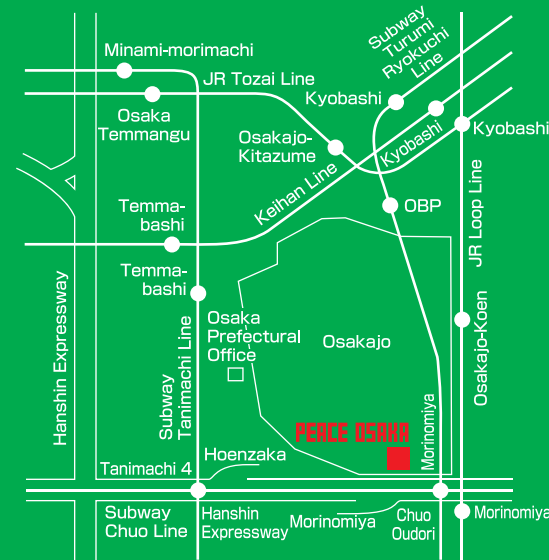 Minami-morimachi
Subway
Turumi
Ryokuchi
Line
JR Tozai Line
Kyobashi
Osaka
Temmangu
Osakajo-
Kitazume
Kyobashi
Kyobashi
Keihan Line
Temma-
bashi
OBP
JR Loop Line
Temma-
bashi
Hanshin Expressway
Subway
Tanimachi Line
Osaka
Prefectural
Office
Osakajo
Osakajo-Koen
PEACE OSAKA
Morinomiya
Hoenzaka
Tanimachi 4
Subway
Chuo Line
Hanshin
Expressway
Morinomiya
Chuo
Oudori
Morinomiya